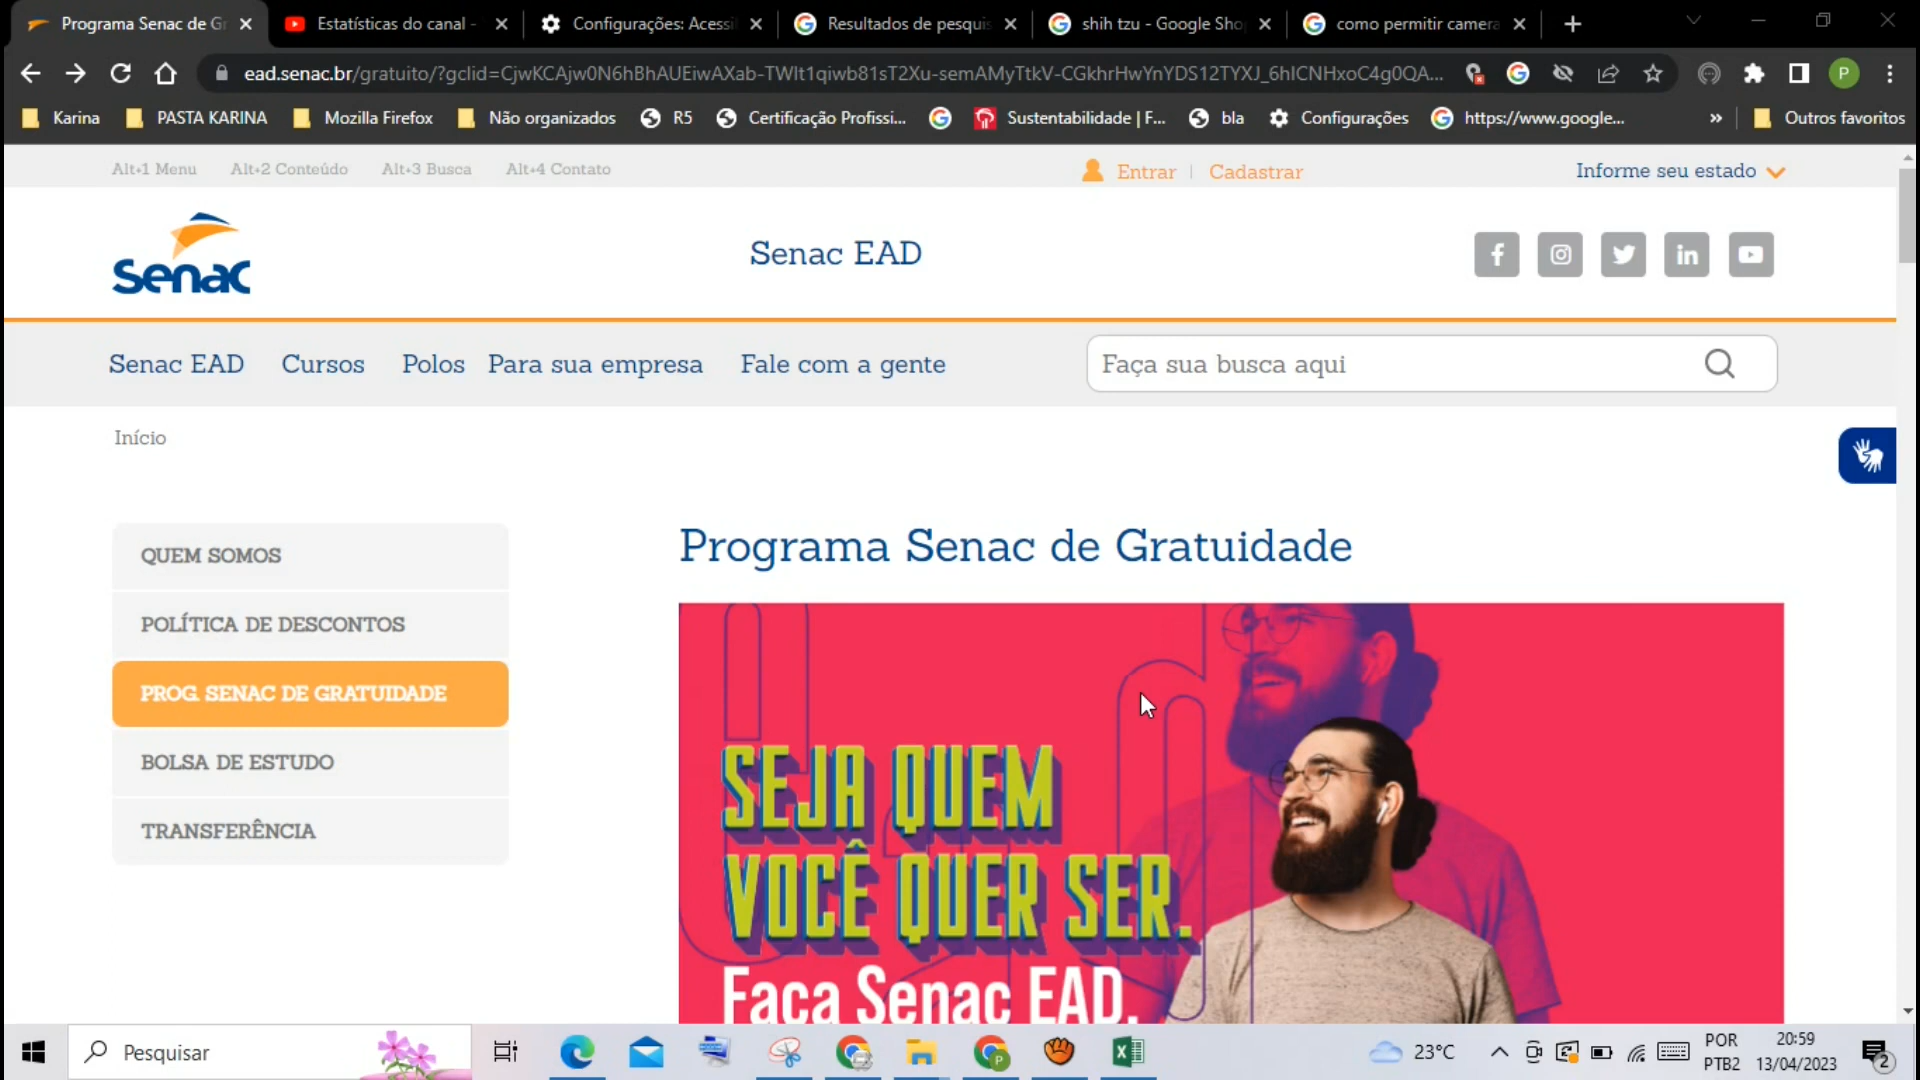 Programa Senac de Gr
Estatísticas do canal -
Configurações: Acessi
Resultados de pesquis
shih tzu - Google Sho
como permitir camera
ead.senac.br/gratuito/?gclid=CjwKCAjw0N6hBhAUEiwAXab-TWlt1qiwb81sT2Xu-semAMyTtkV-CGkhrHwYnYDS12TYXJ_6hICNHxoC4g0QA...
P
Karina
PASTA KARINA
Mozilla Firefox
Não organizados
R5
Certificação Profissi...
Sustentabilidade | F...
bla
Configurações
https://www.google...
»
Outros favoritos
Alt+1 Menu
Alt+2 Conteúdo
Alt+3 Busca
Alt+4 Contato
Entrar | Cadastrar
Informe seu estado
Senac
Senac EAD
Senac EAD
Cursos
Polos
Para sua empresa
Fale com a gente
Faça sua busca aqui
Início
QUEM SOMOS
POLÍTICA DE DESCONTOS
PROG. SENAC DE GRATUIDADE
BOLSA DE ESTUDO
TRANSFERÊNCIA
Programa Senac de Gratuidade
SEJA QUEM
VOCÊ QUER SER.
Faça Senac EAD.
Pesquisar
23°C
POR
PTB2
20:59
13/04/2023
2